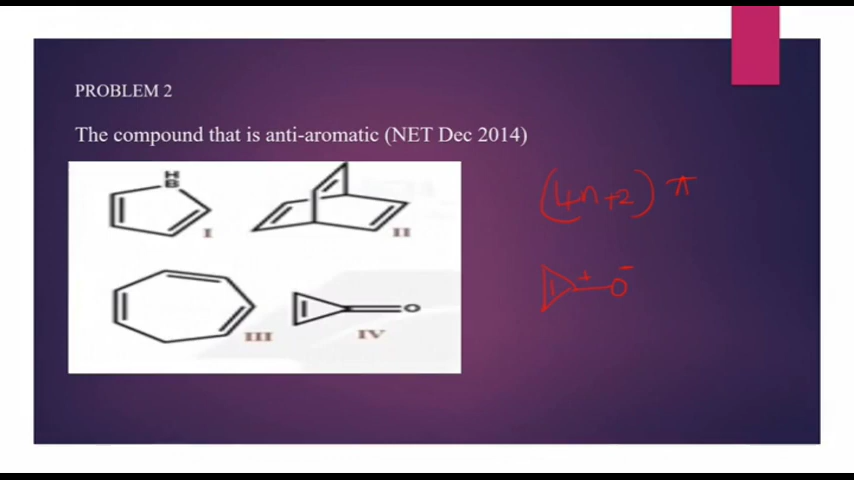 PROBLEM 2
The compound that is anti-aromatic (NET Dec 2014)
H
B
I
II
III
O
IV
(4n+2) π
+ −
O